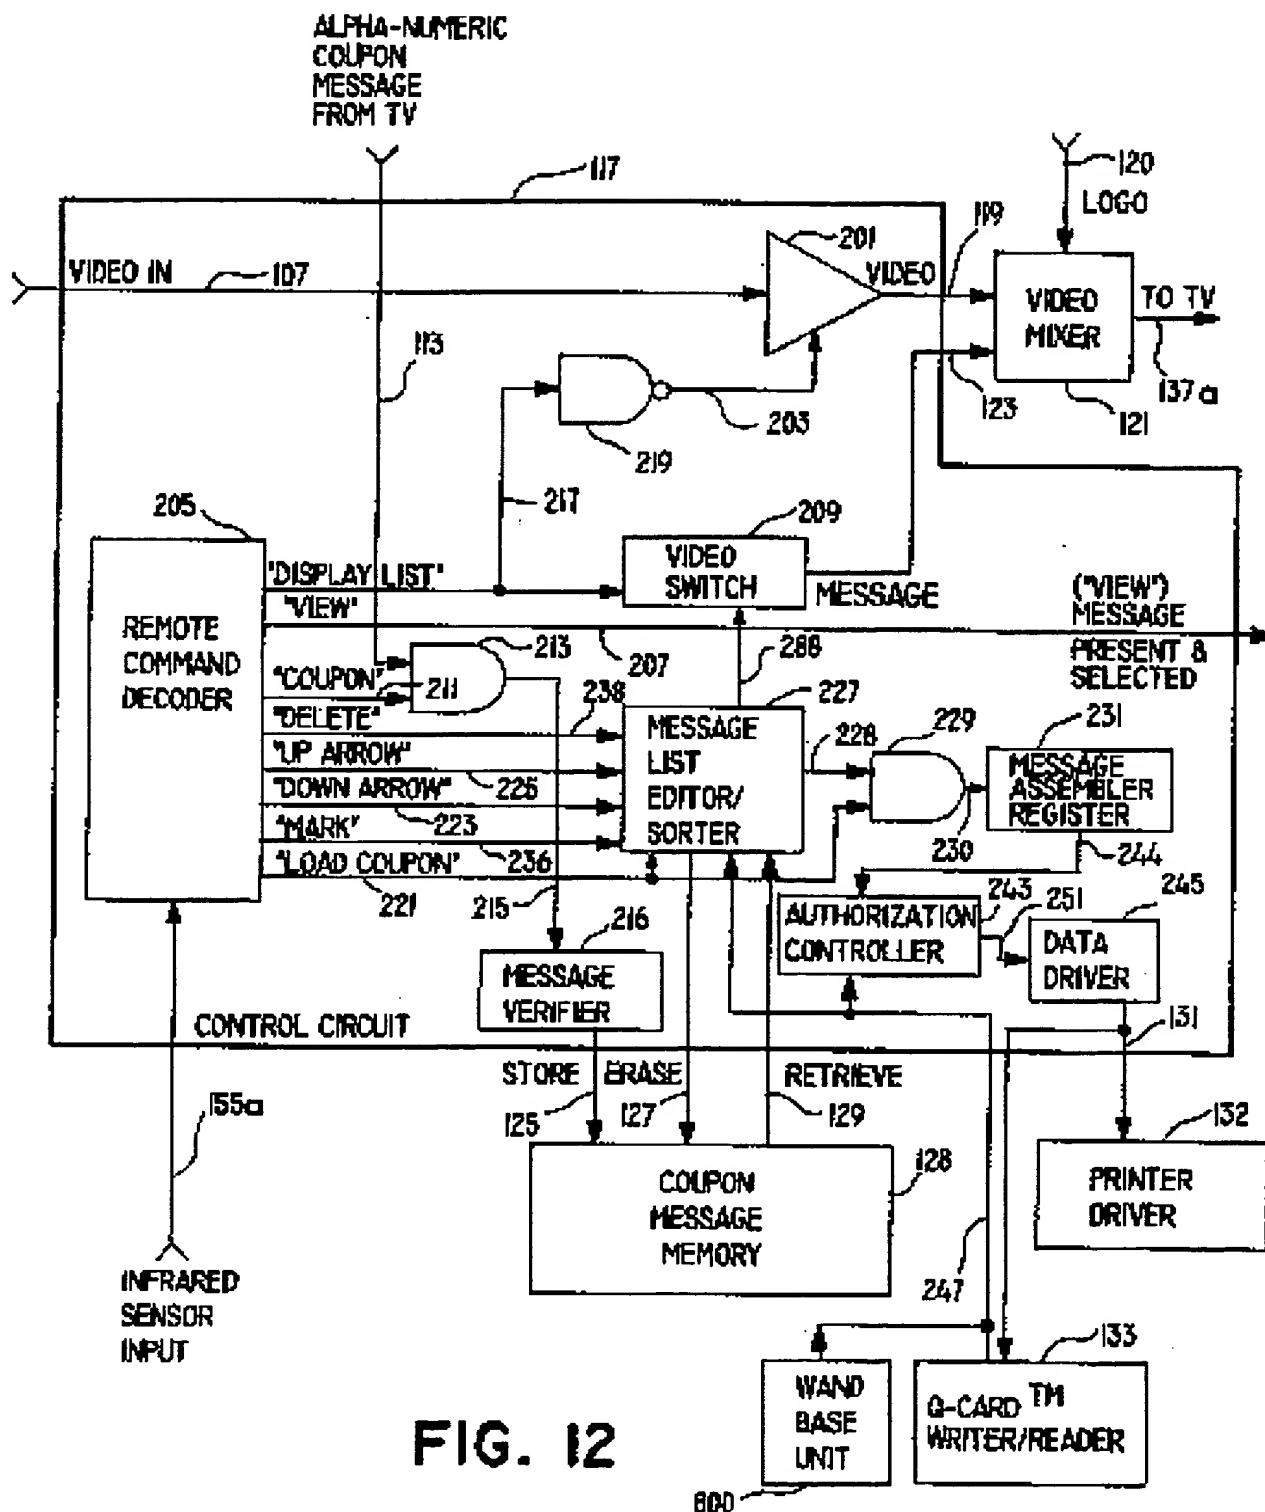 ALPHA-NUMERIC
COUPON
MESSAGE
FROM TV
117
120
LOGO
119
201
VIDEO IN
107
VIDEO
VIDEO
MIXER
TO TV
137a
113
219
203
123
121
217
205
209
"DISPLAY LIST"
VIDEO
SWITCH
MESSAGE
("VIEW")
MESSAGE
PRESENT &
SELECTED
"VIEW"
207
REMOTE
COMMAND
DECODER
213
"COUPON"
211
288
227
"DELETE"
238
MESSAGE
LIST
EDITOR/
SORTER
228
229
231
MESSAGE
ASSEMBLER
REGISTER
"UP ARROW"
225
"DOWN ARROW"
223
"MARK"
236
230
244
"LOAD COUPON"
221
215
216
243
251
245
AUTHORIZATION
CONTROLLER
DATA
DRIVER
MESSAGE
VERIFIER
131
CONTROL CIRCUIT
STORE
ERASE
RETRIEVE
155a
125
127
129
132
128
COUPON
MESSAGE
MEMORY
PRINTER
DRIVER
247
INFRARED
SENSOR
INPUT
133
WAND
BASE
UNIT
Q-CARD TM
WRITER/READER
FIG. 12
600